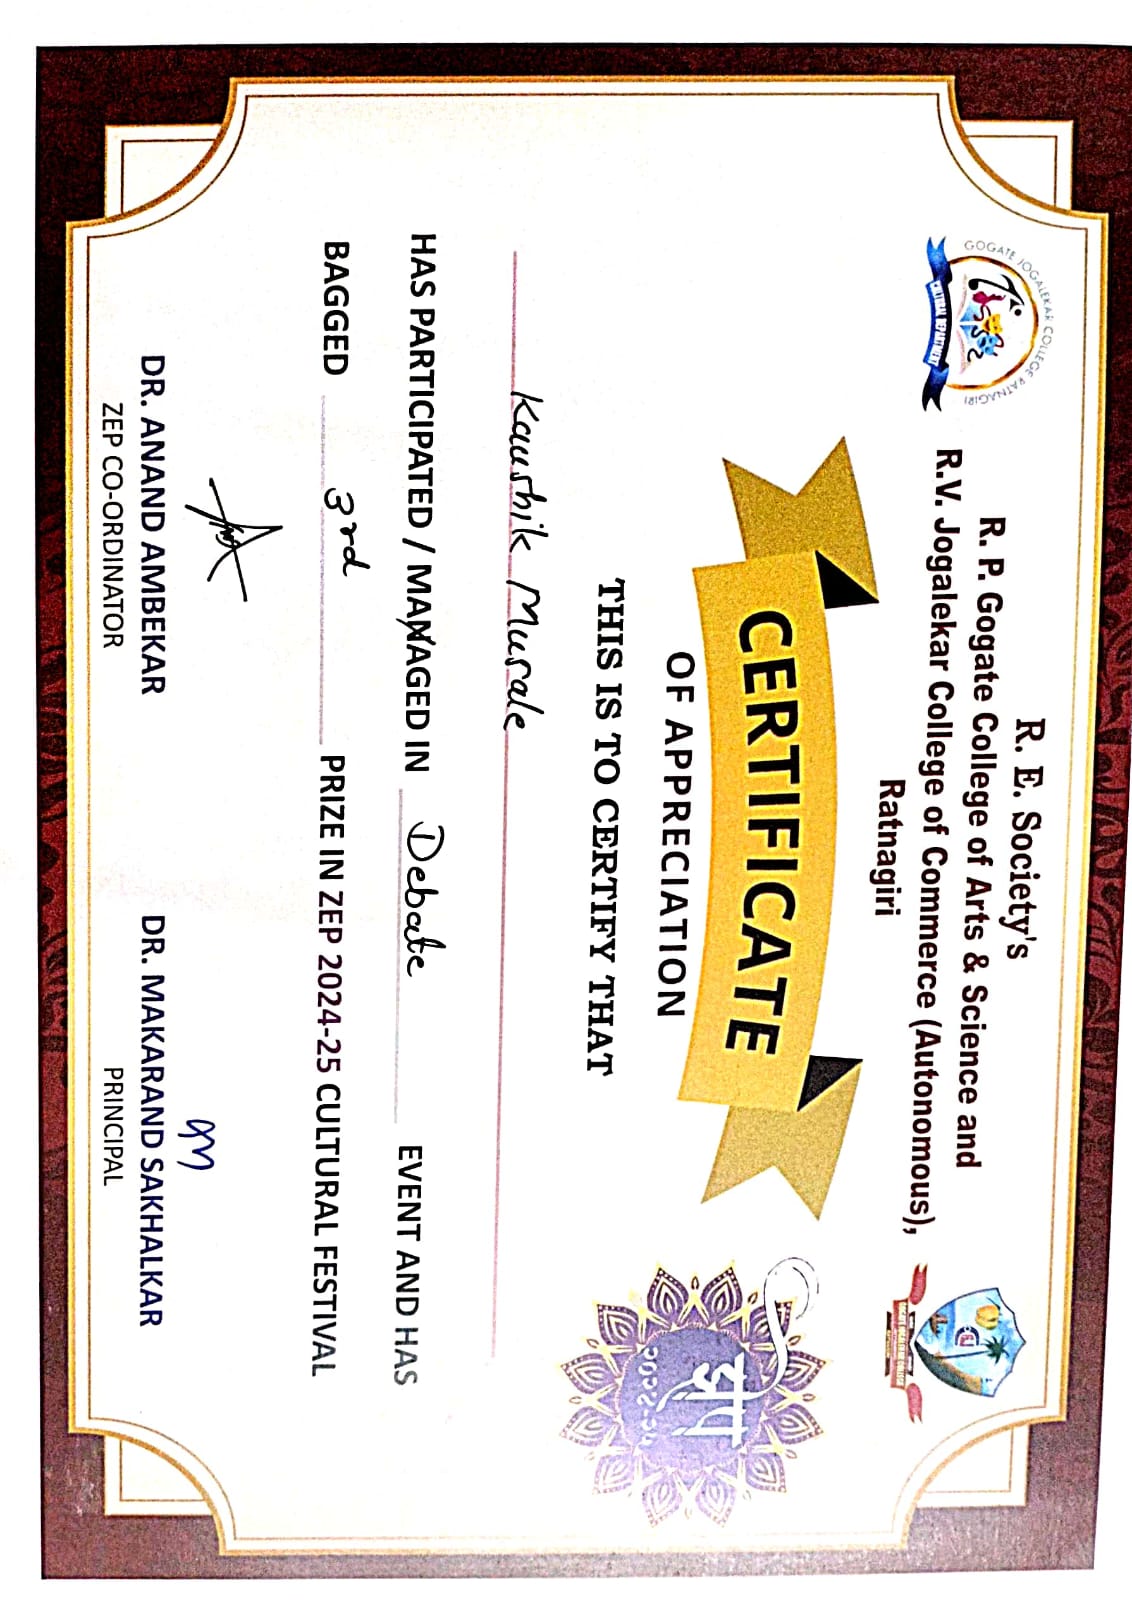 GOGATE JOGALEKAR COLLEGE RATNAGIRI
CULTURAL DEPARTMENT
R. E. Society's
R. P. Gogate College of Arts & Science and
R.V. Jogalekar College of Commerce (Autonomous),
Ratnagiri
GOGATE JOGALEKAR COLLEGE
CERTIFICATE
OF APPRECIATION
झेप
२०२४-२५
THIS IS TO CERTIFY THAT
Kaushik Murale
HAS PARTICIPATED / MANAGED IN Debate EVENT AND HAS
BAGGED 3rd PRIZE IN ZEP 2024-25 CULTURAL FESTIVAL
DR. ANAND AMBEKAR
ZEP CO-ORDINATOR
DR. MAKARAND SAKHALKAR
PRINCIPAL